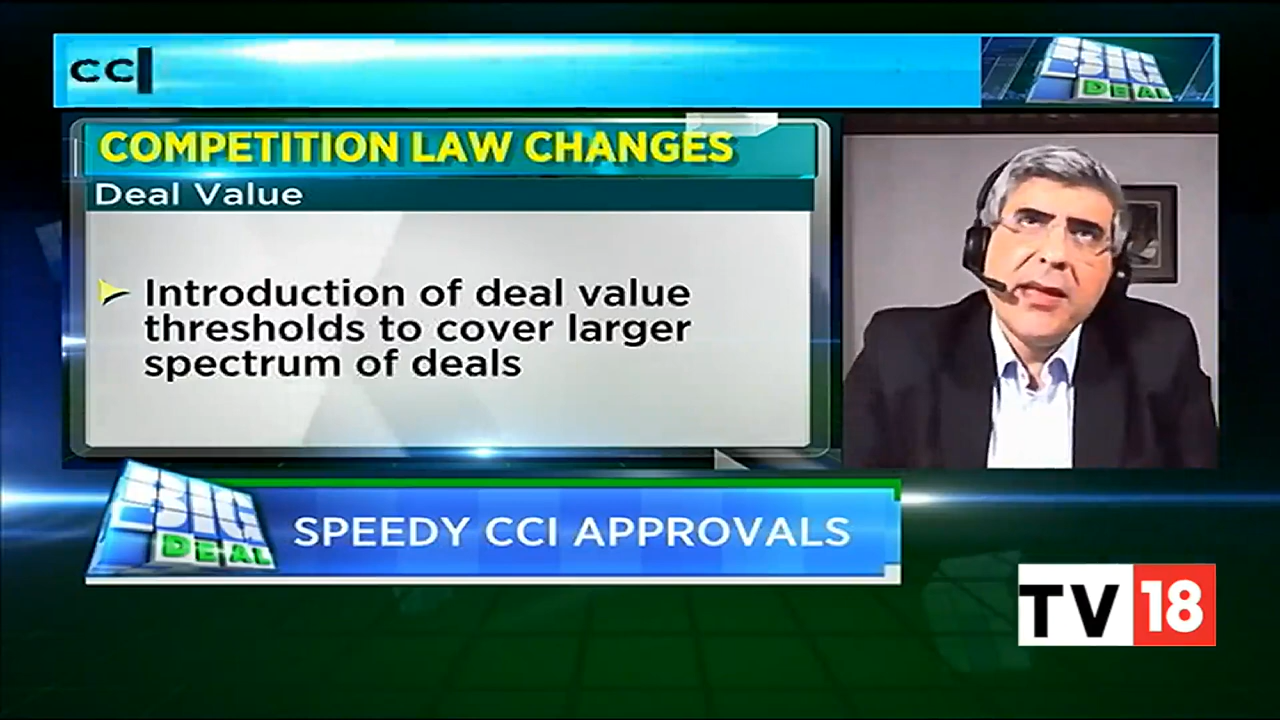 CCI
BIG
DEAL
COMPETITION LAW CHANGES
Deal Value
Introduction of deal value
thresholds to cover larger
spectrum of deals
BIG
DEAL
SPEEDY CCI APPROVALS
TV18